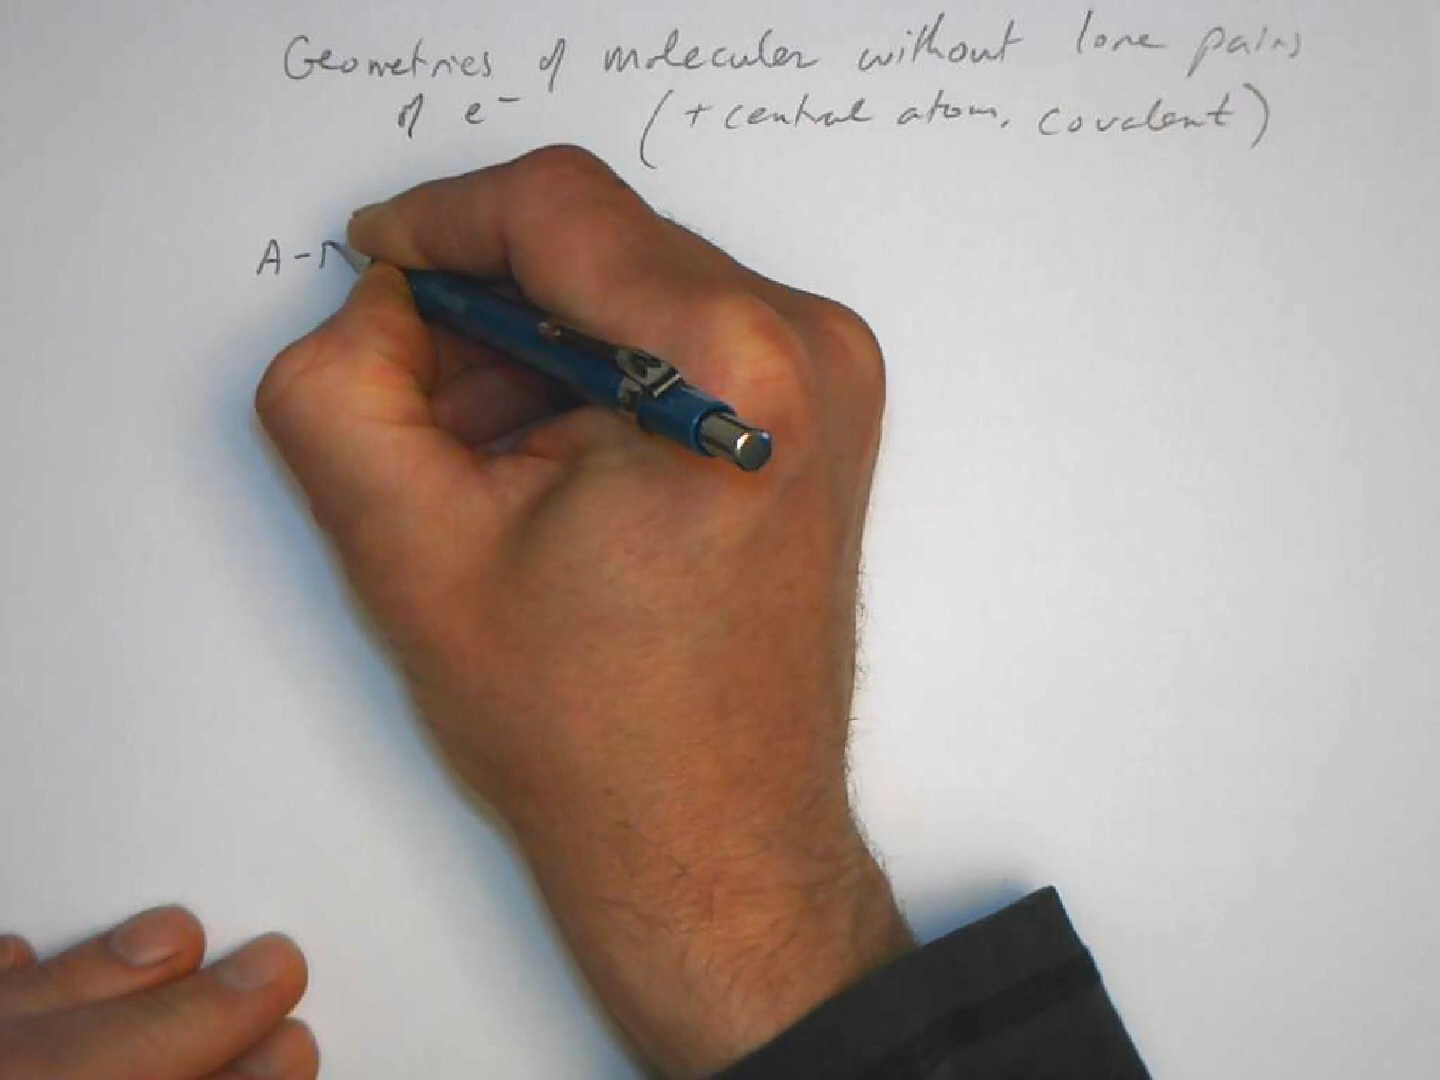 Geometries of molecules without lone pairs
of e⁻ (+ central atom, covalent)
A-